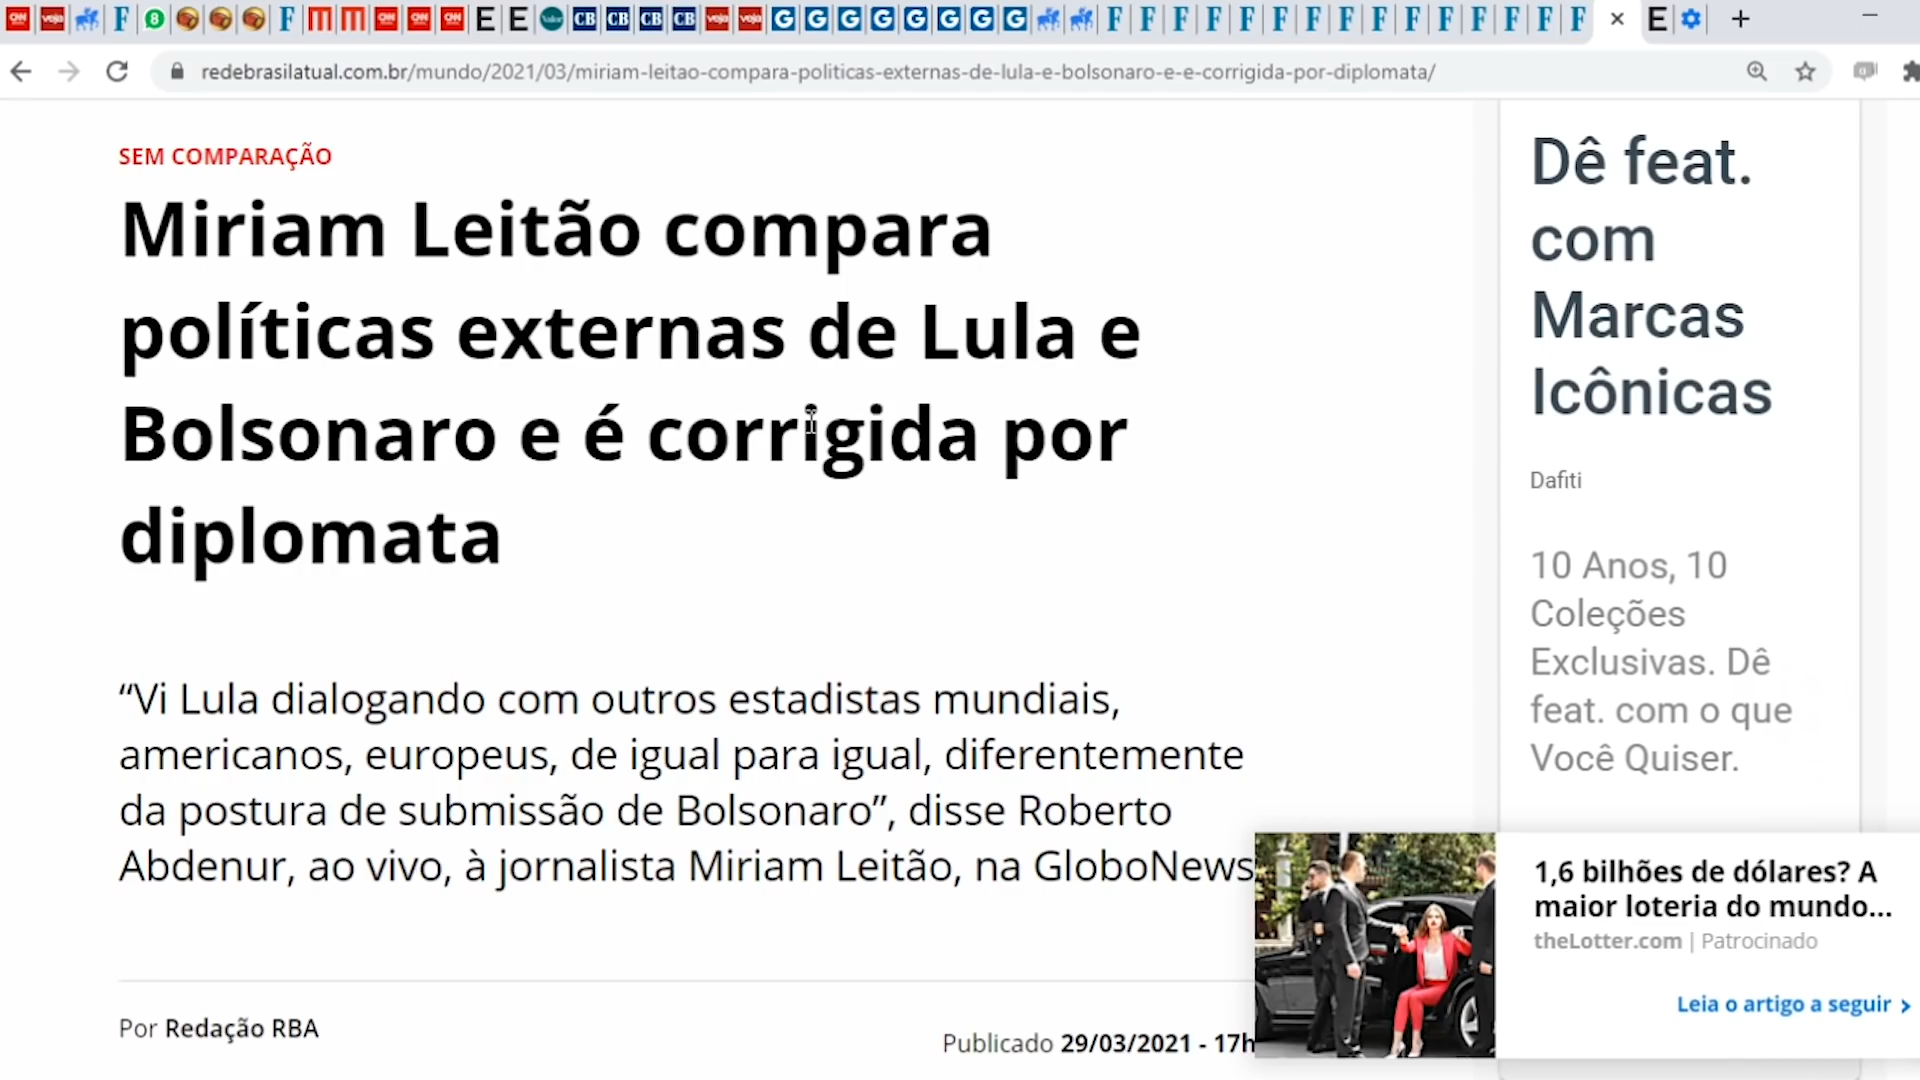 redebrasilatual.com.br/mundo/2021/03/miriam-leitao-compara-politicas-externas-de-lula-e-bolsonaro-e-e-corrigida-por-diplomata/
SEM COMPARAÇÃO
Miriam Leitão compara
políticas externas de Lula e
Bolsonaro e é corrigida por
diplomata
“Vi Lula dialogando com outros estadistas mundiais,
americanos, europeus, de igual para igual, diferentemente
da postura de submissão de Bolsonaro”, disse Roberto
Abdenur, ao vivo, à jornalista Miriam Leitão, na GloboNews
Por Redação RBA
Publicado 29/03/2021 - 17h
Dê feat.
com
Marcas
Icônicas
Dafiti
10 Anos, 10
Coleções
Exclusivas. Dê
feat. com o que
Você Quiser.
1,6 bilhões de dólares? A
maior loteria do mundo...
theLotter.com | Patrocinado
Leia o artigo a seguir